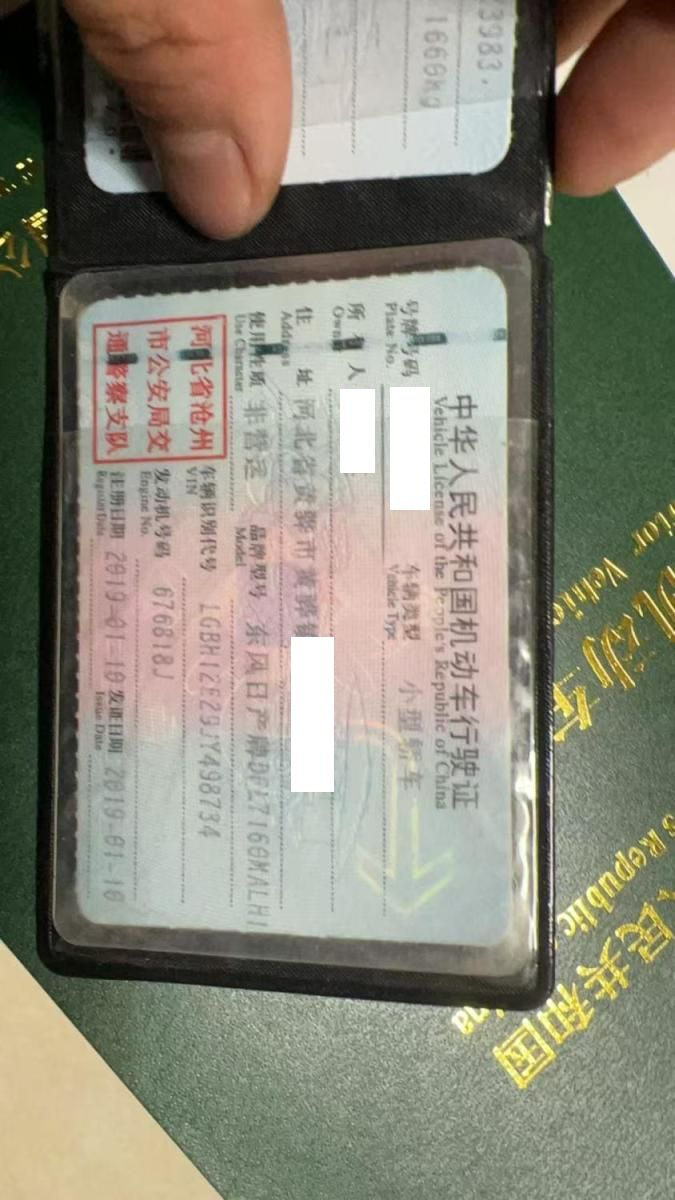 23983.
1660kg
中华人民共和国机动车行驶证
Vehicle License of the People's Republic of China
号牌号码
Plate No.
车辆类型 小型轿车
Vehicle Type
所 有 人
Owner
住 址 河北省黄骅市黄骅镇
Address
使用性质 非营运 品牌型号 东风日产牌DFL7160MALH1
Use Character Model
河北省沧州
市公安局交
通警察支队
车辆识别代号 LGBH12E29JY498734
VIN
发动机号码 676818J
Engine No.
注册日期 2019-01-10 发证日期 2019-01-10
Register Date Issue Date
机动车
民共和国
Republic